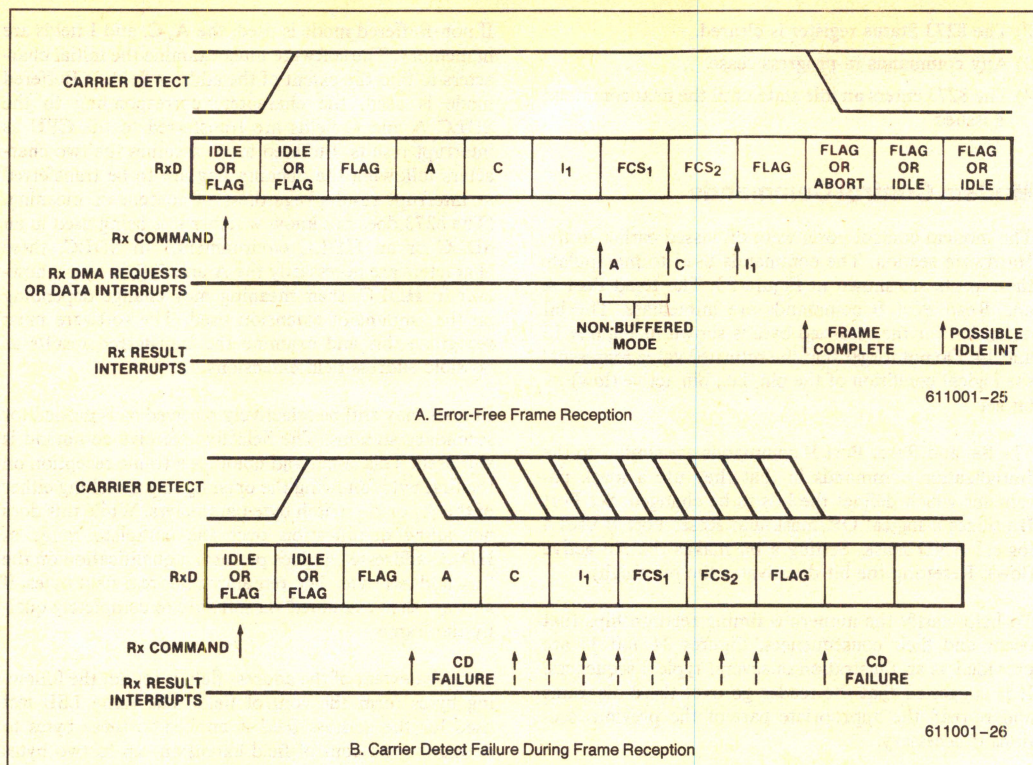 CARRIER DETECT
RxD
IDLE OR FLAG
IDLE OR FLAG
FLAG
A
C
I1
FCS1
FCS2
FLAG
FLAG OR ABORT
FLAG OR IDLE
FLAG OR IDLE
Rx COMMAND
Rx DMA REQUESTS
OR DATA INTERRUPTS
A
C
I1
NON-BUFFERED
MODE
FRAME
COMPLETE
POSSIBLE
IDLE INT
Rx RESULT
INTERRUPTS
611001–25
A. Error-Free Frame Reception
CARRIER DETECT
RxD
IDLE OR FLAG
IDLE OR FLAG
FLAG
A
C
I1
FCS1
FCS2
FLAG
Rx COMMAND
Rx RESULT
INTERRUPTS
CD
FAILURE
CD
FAILURE
611001–26
B. Carrier Detect Failure During Frame Reception